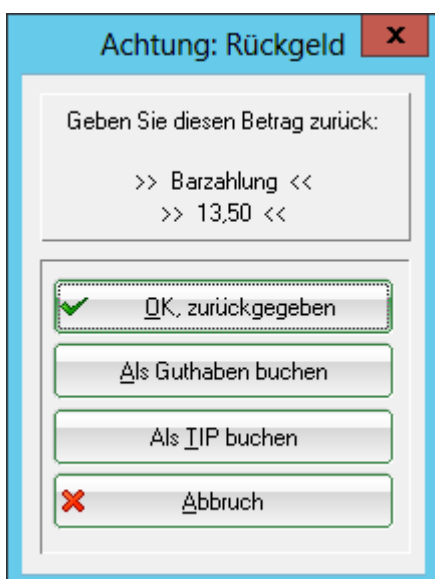 Achtung: Rückgeld x
Geben Sie diesen Betrag zurück:
>> Barzahlung <<
>> 13,50 <<
OK, zurückgegeben
Als Guthaben buchen
Als TIP buchen
Abbruch